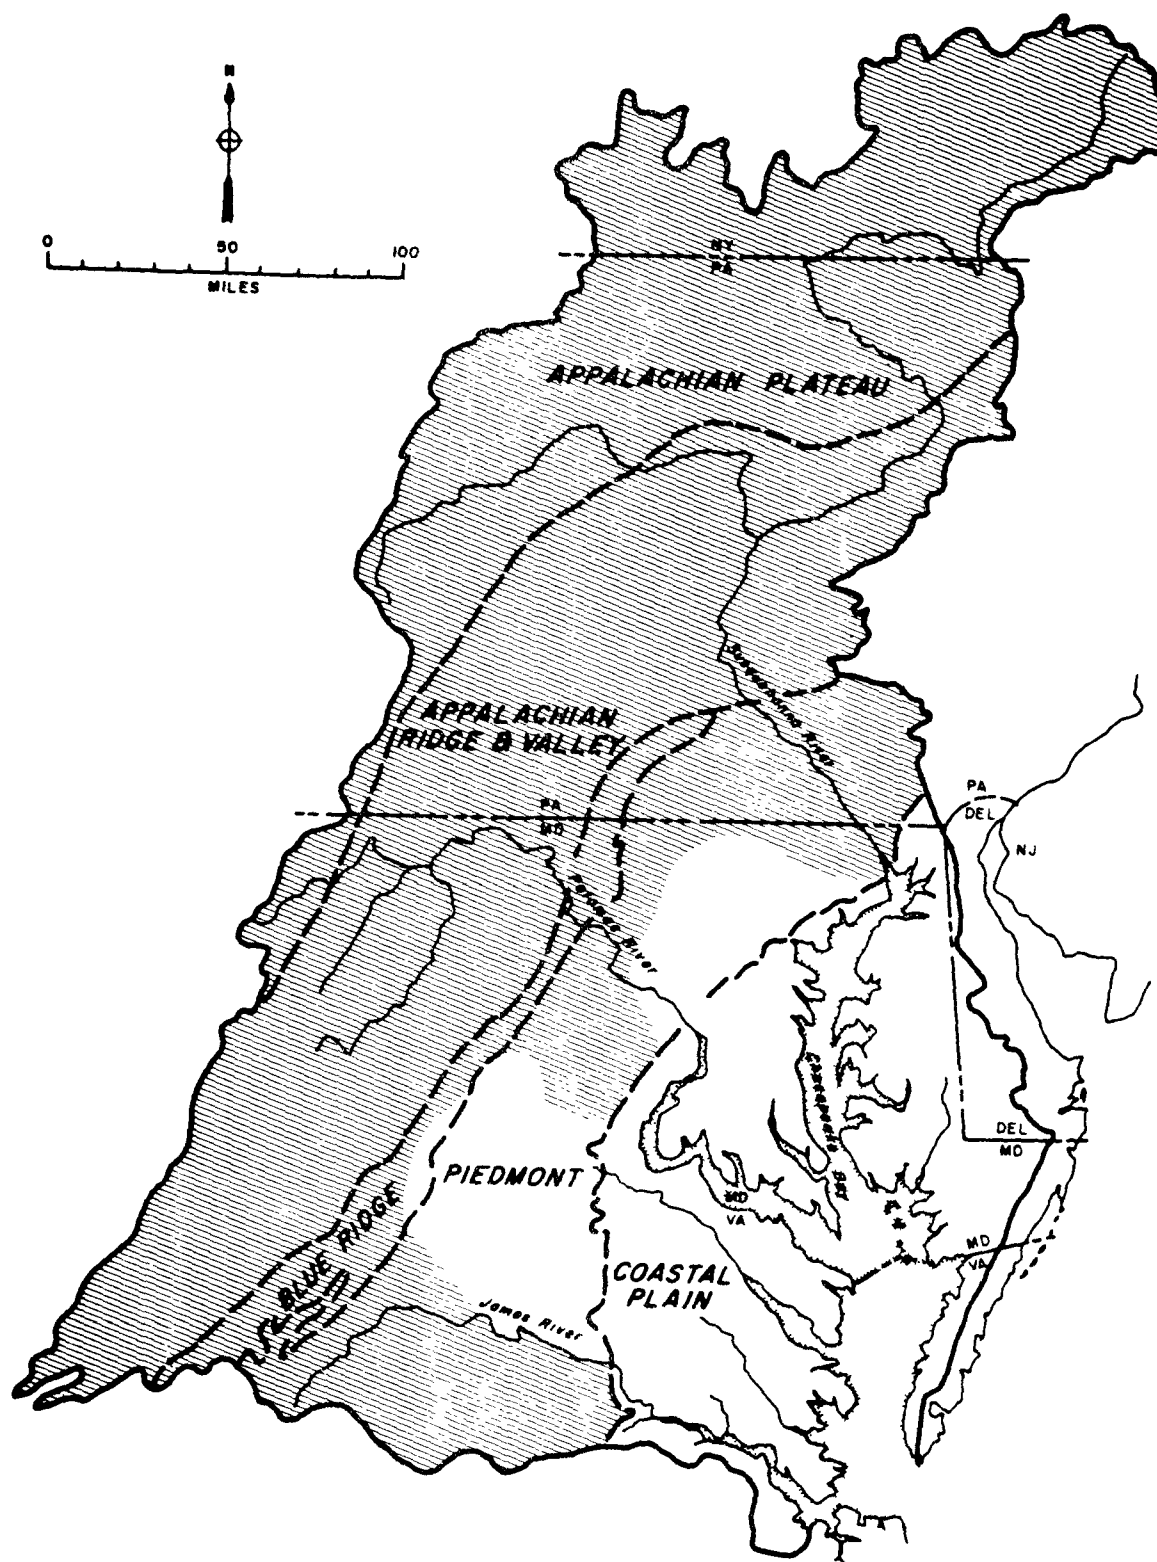 N
0 50 100
MILES
NY
PA
APPALACHIAN PLATEAU
Susquehanna River
APPALACHIAN
RIDGE & VALLEY
PA
MD
PA
DEL
NJ
Potomac River
Chesapeake BAY
DEL
MD
PIEDMONT
MD
VA
BLUE RIDGE
MD
VA
COASTAL
PLAIN
James River